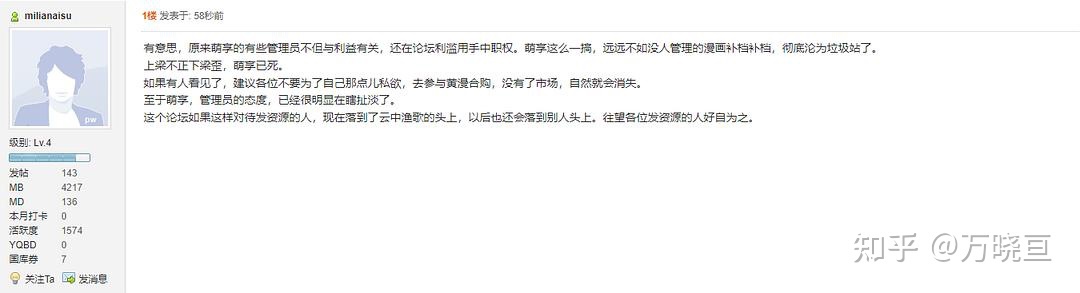 milianaisu
1楼 发表于: 58秒前
有意思，原来萌享的有些管理员不但与利益有关，还在论坛利滥用手中职权。萌享这么一搞，远远不如没人管理的漫画补档补档，彻底沦为垃圾站了。
上梁不正下梁歪，萌享已死。
如果有人看见了，建议各位不要为了自己那点儿私欲，去参与黄漫合购，没有了市场，自然就会消失。
至于萌享，管理员的态度，已经很明显在瞎扯淡了。
这个论坛如果这样对待发资源的人，现在落到了云中渔歌的头上，以后也还会落到别人头上。往望各位发资源的人好自为之。
pw
级别: Lv.4
发帖 143
MB 4217
MD 136
本月打卡 0
活跃度 1574
YQBD 0
国库券 7
关注Ta 发消息
知乎 @万晓亘